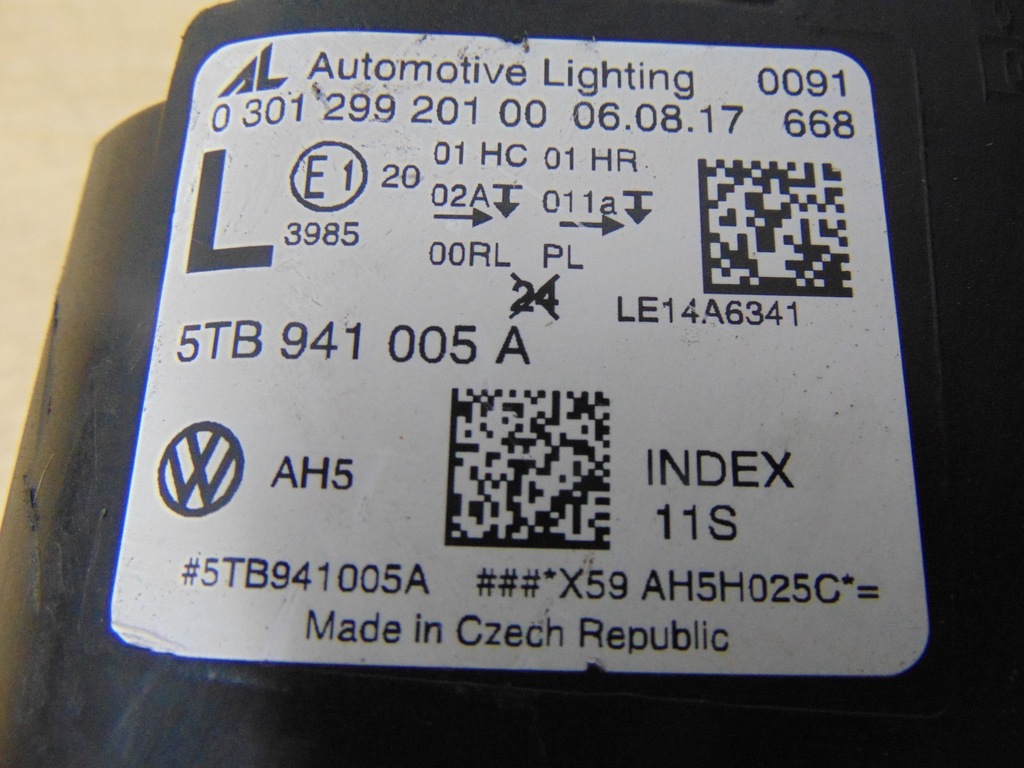 AL Automotive Lighting 0091
0 301 299 201 00 06.08.17 668
L E1 20 01 HC 01 HR
02A 011a
3985
00RL PL
24
LE14A6341
5TB 941 005 A
VW AH5 INDEX
11S
#5TB941005A ###*X59 AH5H025C*=
Made in Czech Republic